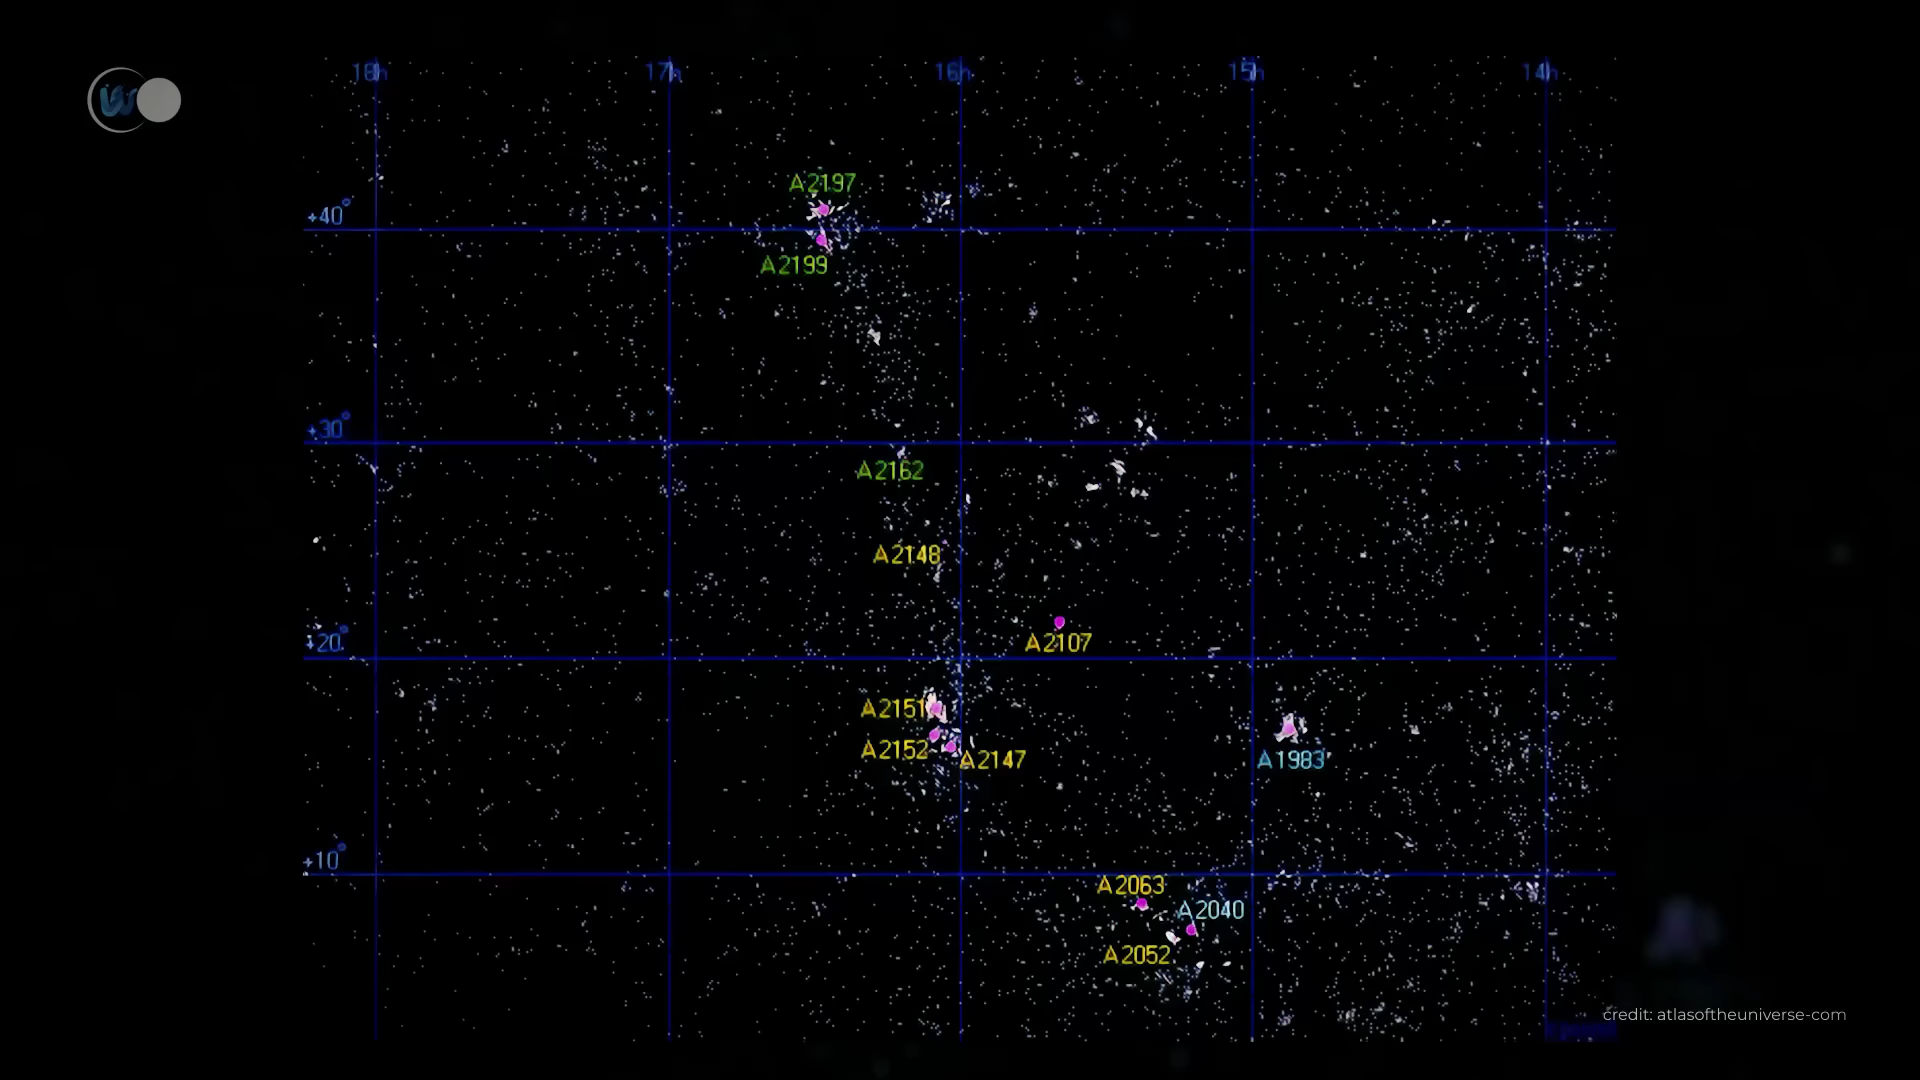 18h 17h 16h 15h 14h
A2197
+40°
A2199
+30°
A2162
A2148
+20°
A2107
A2151
A2152
A2147
A1983
+10°
A2063
A2040
A2052
credit: atlasoftheuniverse-com